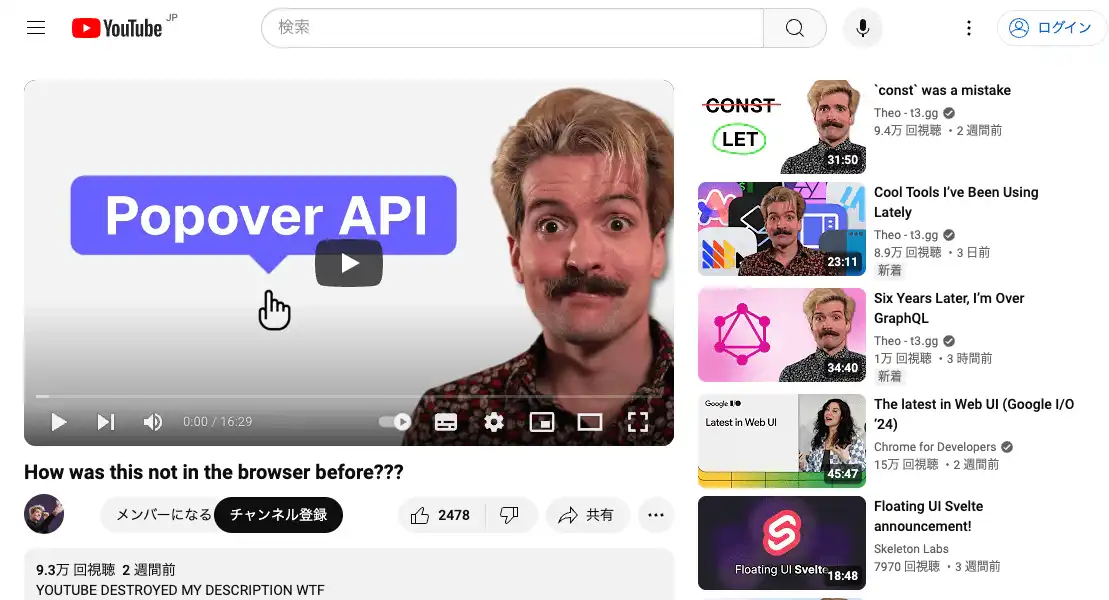 YouTube JP
検索
ログイン
Popover API
0:00 / 16:29
How was this not in the browser before???
メンバーになる
チャンネル登録
2478
共有
9.3万 回視聴 2 週間前
YOUTUBE DESTROYED MY DESCRIPTION WTF
CONST
LET
31:50
`const` was a mistake
Theo - t3.gg
9.4万 回視聴 ・2 週間前
23:11
Cool Tools I’ve Been Using
Lately
Theo - t3.gg
8.9万 回視聴 ・3 日前
新着
34:40
Six Years Later, I’m Over
GraphQL
Theo - t3.gg
1万 回視聴 ・3 時間前
新着
Google I/O
Latest in Web UI
45:47
The latest in Web UI (Google I/O
’24)
Chrome for Developers
15万 回視聴 ・2 週間前
Floating UI Svelte
18:48
Floating UI Svelte
announcement!
Skeleton Labs
7970 回視聴 ・3 週間前